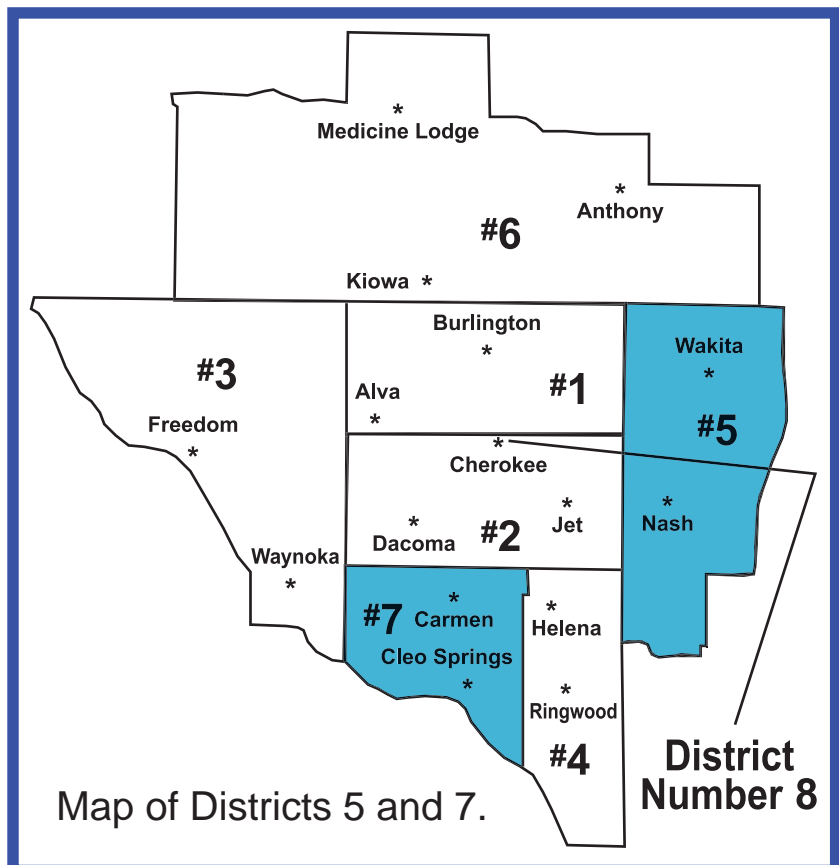 *
Medicine Lodge
*
Anthony
#6
Kiowa *
Burlington
*
Wakita
*
#3
#1
Alva
*
#5
Freedom
*
*
Cherokee
*
Jet
*
Nash
*
Dacoma
#2
Waynoka
*
#7
*
Carmen
*
Helena
Cleo Springs
*
*
Ringwood
#4
District
Number 8
Map of Districts 5 and 7.